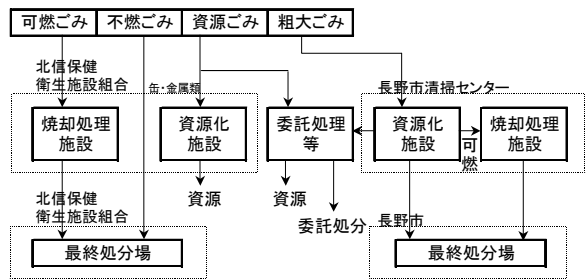 可燃ごみ 不燃ごみ 資源ごみ 粗大ごみ
北信保健
衛生施設組合
缶・金属類
長野市清掃センター
焼却処理
施設
資源化
施設
委託処理
等
資源化
施設
可
燃
焼却処理
施設
北信保健
衛生施設組合
資源
資源
委託処分
長野市
最終処分場
最終処分場